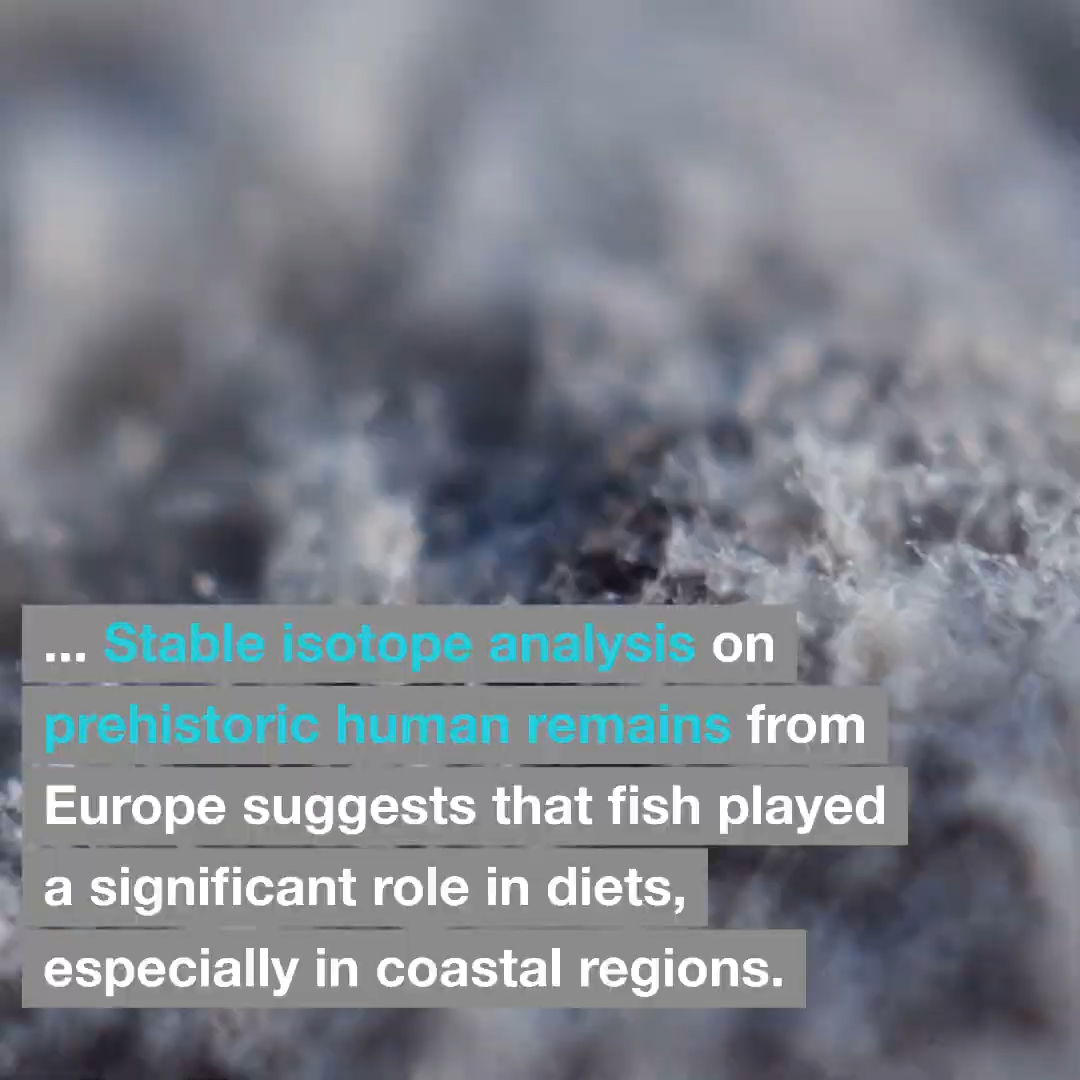 ... Stable isotope analysis on
prehistoric human remains from
Europe suggests that fish played
a significant role in diets,
especially in coastal regions.